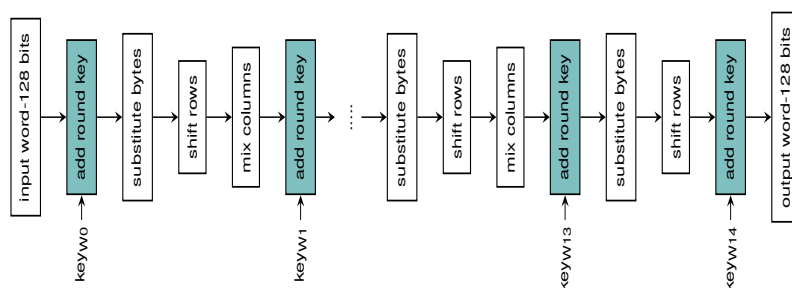 input word-128 bits
add round key
substitute bytes
shift rows
mix columns
add round key
.....
substitute bytes
shift rows
mix columns
add round key
substitute bytes
shift rows
add round key
output word-128 bits
keyW0
keyW1
keyW13
keyW14